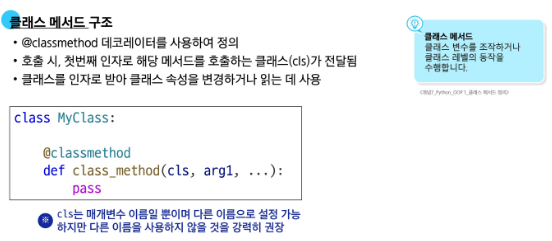 클래스 메서드 구조
• @classmethod 데코레이터를 사용하여 정의
• 호출 시, 첫번째 인자로 해당 메서드를 호출하는 클래스(cls)가 전달됨
• 클래스를 인자로 받아 클래스 속성을 변경하거나 읽는 데 사용
class MyClass:
@classmethod
def class_method(cls, arg1, ...):
pass
※ cls는 매개변수 이름일 뿐이며 다른 이름으로 설정 가능
하지만 다른 이름을 사용하지 않을 것을 강력히 권장
클래스 메서드
클래스 변수를 조작하거나
클래스 레벨의 동작을
수행합니다.